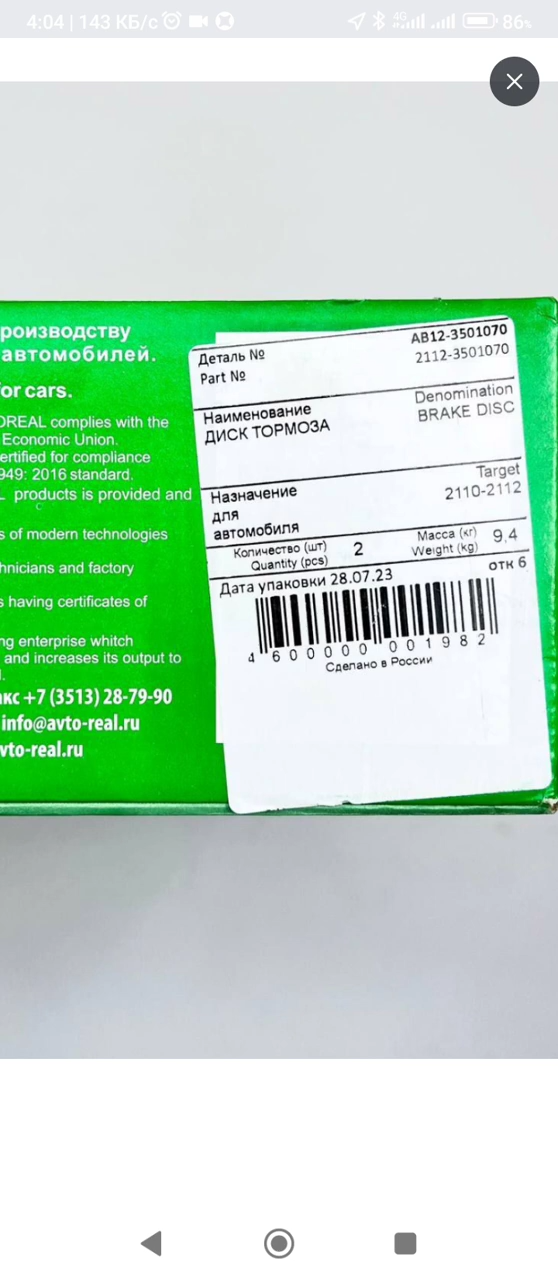 4:04 | 143 КБ/с
4G
86%
роизводству
автомобилей.
or cars.
OREAL complies with the
Economic Union.
ertified for compliance
949: 2016 standard.
L products is provided and
s of modern technologies
hnicians and factory
s having certificates of
ng enterprise whitch
and increases its output to
акс +7 (3513) 28-79-90
info@avto-real.ru
vto-real.ru
Деталь № АВ12-3501070
Part № 2112-3501070
Наименование Denomination
ДИСК ТОРМОЗА BRAKE DISC
Назначение Target
для 2110-2112
автомобиля
Количество (шт) 2 Масса (кг) 9,4
Quantity (pcs) Weight (kg)
Дата упаковки 28.07.23 отк 6
4 600000 001982
Сделано в России